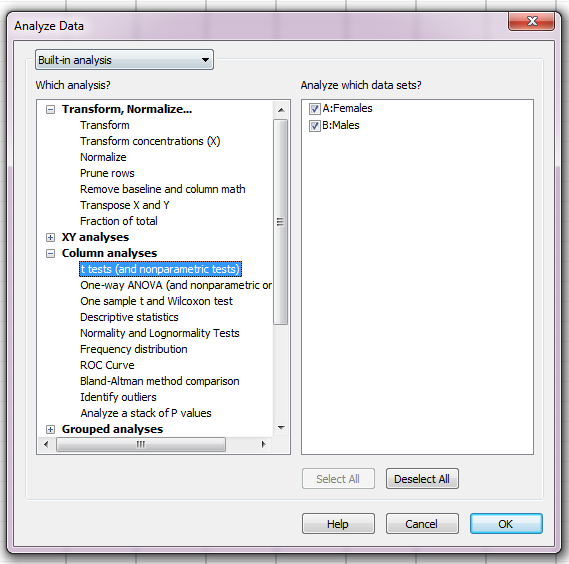 Analyze Data
Built-in analysis
Which analysis?
Transform, Normalize...
Transform
Transform concentrations (X)
Normalize
Prune rows
Remove baseline and column math
Transpose X and Y
Fraction of total
XY analyses
Column analyses
t tests (and nonparametric tests)
One-way ANOVA (and nonparametric or
One sample t and Wilcoxon test
Descriptive statistics
Normality and Lognormality Tests
Frequency distribution
ROC Curve
Bland-Altman method comparison
Identify outliers
Analyze a stack of P values
Grouped analyses
Analyze which data sets?
A:Females
B:Males
Select All
Deselect All
Help
Cancel
OK